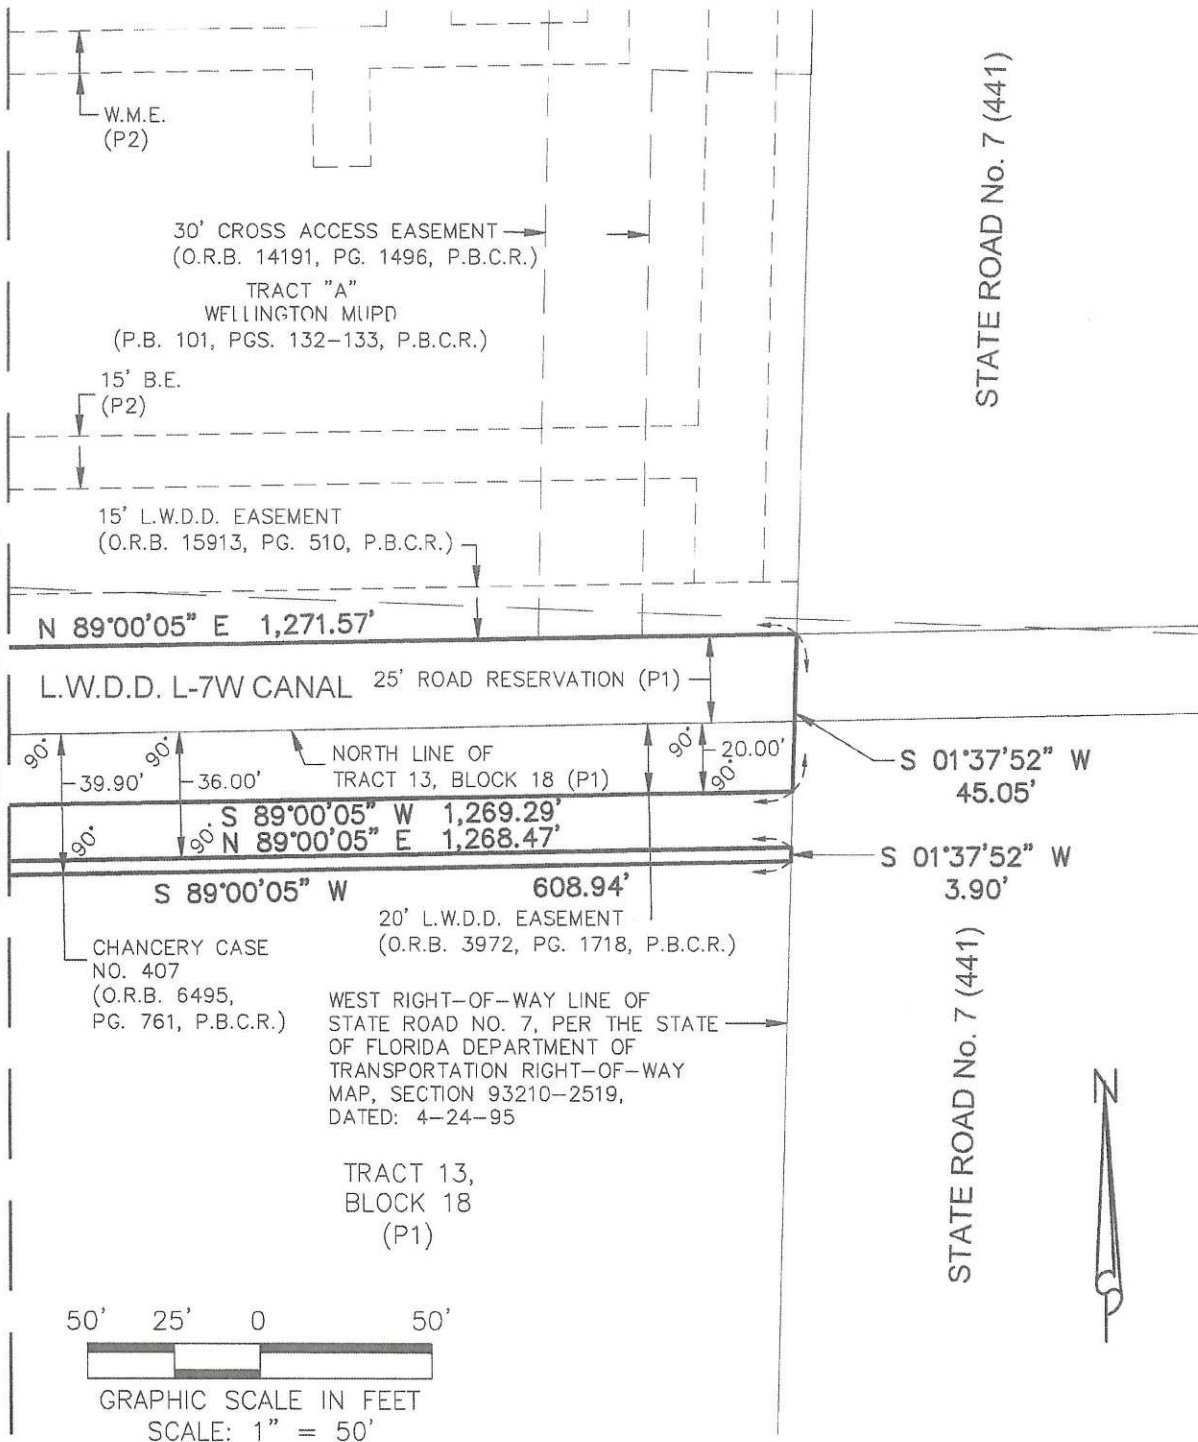 STATE ROAD No. 7 (441)
W.M.E.
(P2)
30' CROSS ACCESS EASEMENT
(O.R.B. 14191, PG. 1496, P.B.C.R.)
TRACT "A"
WELLINGTON MUPD
(P.B. 101, PGS. 132-133, P.B.C.R.)
15' B.E.
(P2)
15' L.W.D.D. EASEMENT
(O.R.B. 15913, PG. 510, P.B.C.R.)
N 89°00'05" E 1,271.57'
L.W.D.D. L-7W CANAL
25' ROAD RESERVATION (P1)
90°
90°
90°
20.00'
90°
NORTH LINE OF
TRACT 13, BLOCK 18 (P1)
39.90'
36.00'
S 01°37'52" W
45.05'
S 89°00'05" W 1,269.29'
90°
90°
N 89°00'05" E 1,268.47'
S 01°37'52" W
3.90'
S 89°00'05" W 608.94'
20' L.W.D.D. EASEMENT
(O.R.B. 3972, PG. 1718, P.B.C.R.)
CHANCERY CASE
NO. 407
(O.R.B. 6495,
PG. 761, P.B.C.R.)
WEST RIGHT-OF-WAY LINE OF
STATE ROAD NO. 7, PER THE STATE
OF FLORIDA DEPARTMENT OF
TRANSPORTATION RIGHT-OF-WAY
MAP, SECTION 93210-2519,
DATED: 4-24-95
STATE ROAD No. 7 (441)
N
TRACT 13,
BLOCK 18
(P1)
50' 25' 0 50'
GRAPHIC SCALE IN FEET
SCALE: 1" = 50'